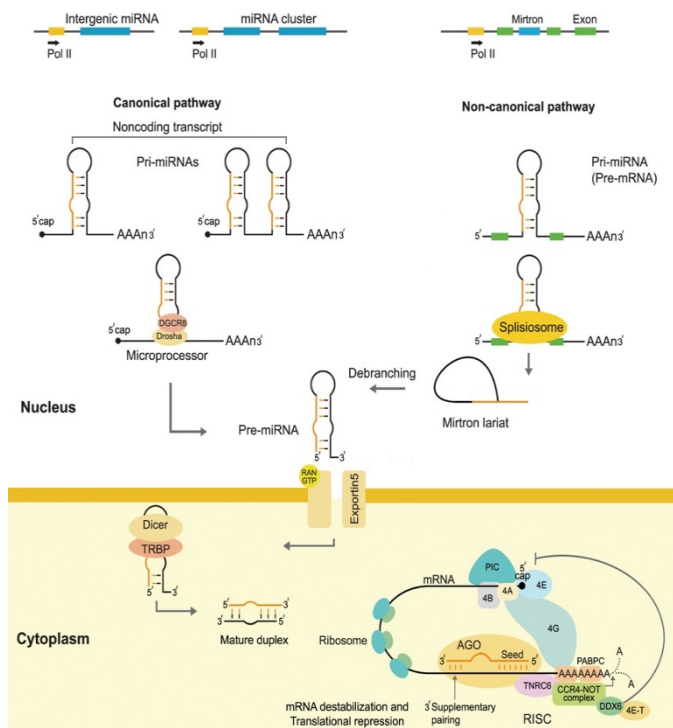 Intergenic miRNA
Pol II
miRNA cluster
Pol II
Mirtron
Exon
Pol II
Canonical pathway
Noncoding transcript
Pri-miRNAs
5'cap
AAAn3'
5'cap
AAAn3'
Non-canonical pathway
Pri-miRNA
(Pre-mRNA)
5'
AAAn3'
DGCR8
Drosha
5'cap
AAAn3'
Microprocessor
Splisiosome
5'
AAAn3'
Debranching
Mirtron lariat
Nucleus
Pre-miRNA
5'
3'
RAN
GTP
Exportin5
Dicer
TRBP
5'
3'
5'
3'
3'
5'
Mature duplex
Cytoplasm
PIC
5'
cap
mRNA
4B
4A
4E
4G
Ribosome
AGO
3'
Seed
5'
PABPC
AAAAAAAA
A
A
TNRC6
CCR4-NOT
complex
DDX6
4E-T
RISC
3'Supplementary
pairing
mRNA destabilization and
Translational repression